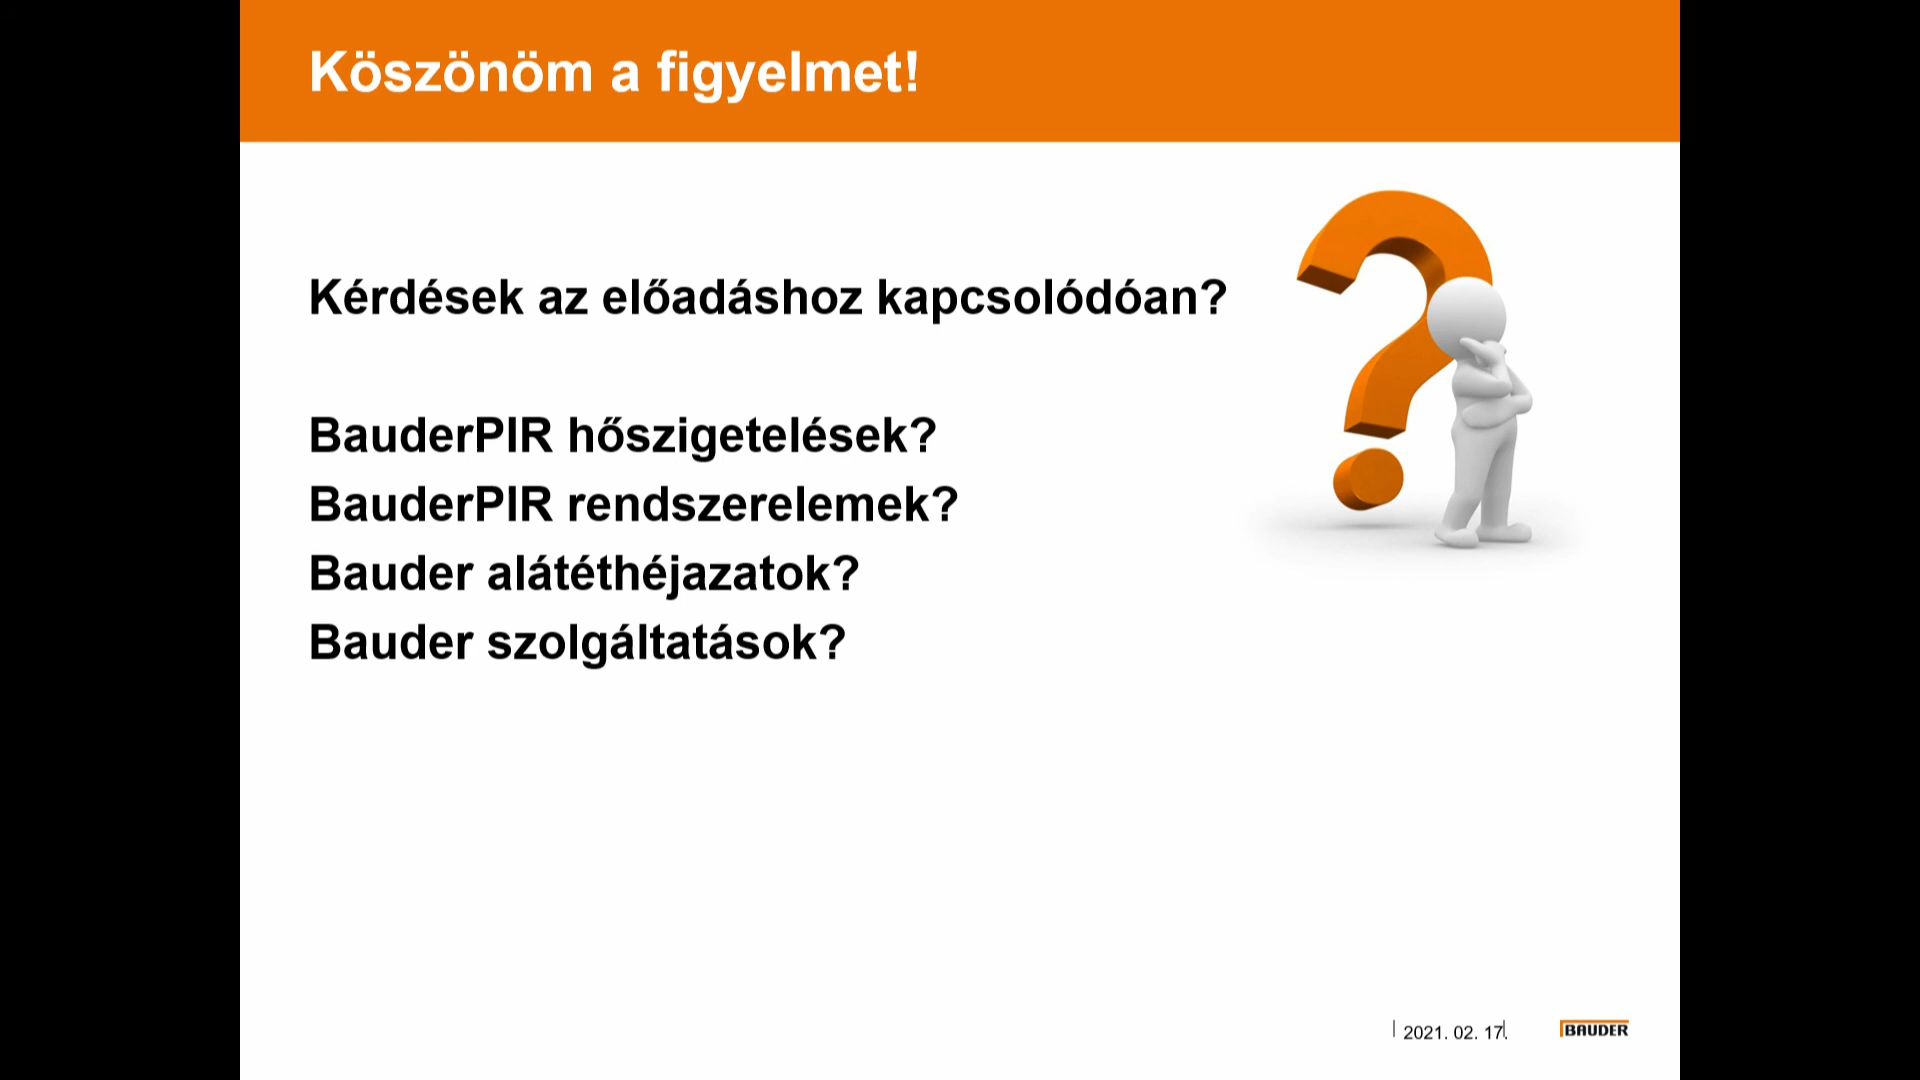 Köszönöm a figyelmet!
Kérdések az előadáshoz kapcsolódóan?
BauderPIR hőszigetelések?
BauderPIR rendszerelemek?
Bauder alátéthéjazatok?
Bauder szolgáltatások?
2021. 02. 17.
BAUDER